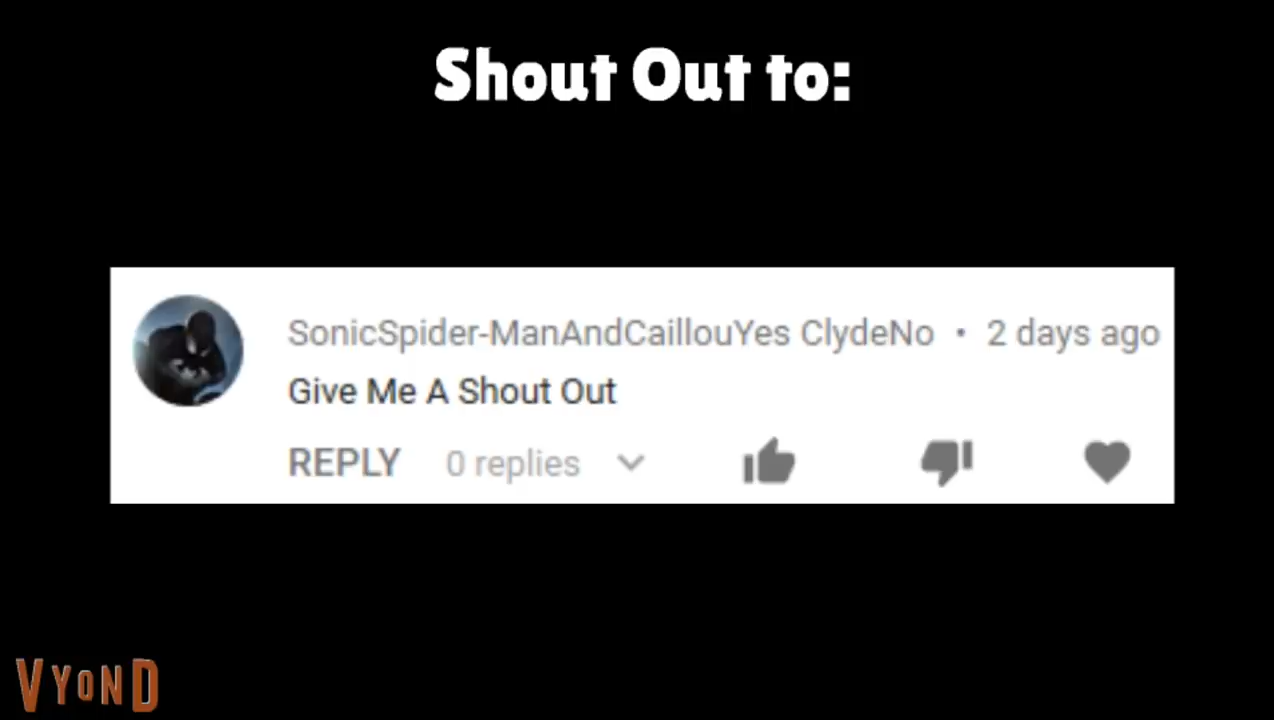 Shout Out to:
SonicSpider-ManAndCaillouYes ClydeNo • 2 days ago
Give Me A Shout Out
REPLY 0 replies
VYOND